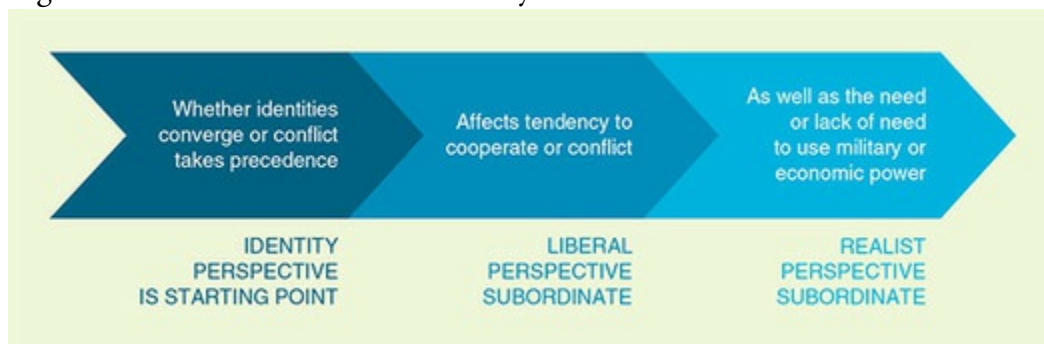 Whether identities
converge or conflict
takes precedence
Affects tendency to
cooperate or conflict
As well as the need
or lack of need
to use military or
economic power
IDENTITY
PERSPECTIVE
IS STARTING POINT
LIBERAL
PERSPECTIVE
SUBORDINATE
REALIST
PERSPECTIVE
SUBORDINATE